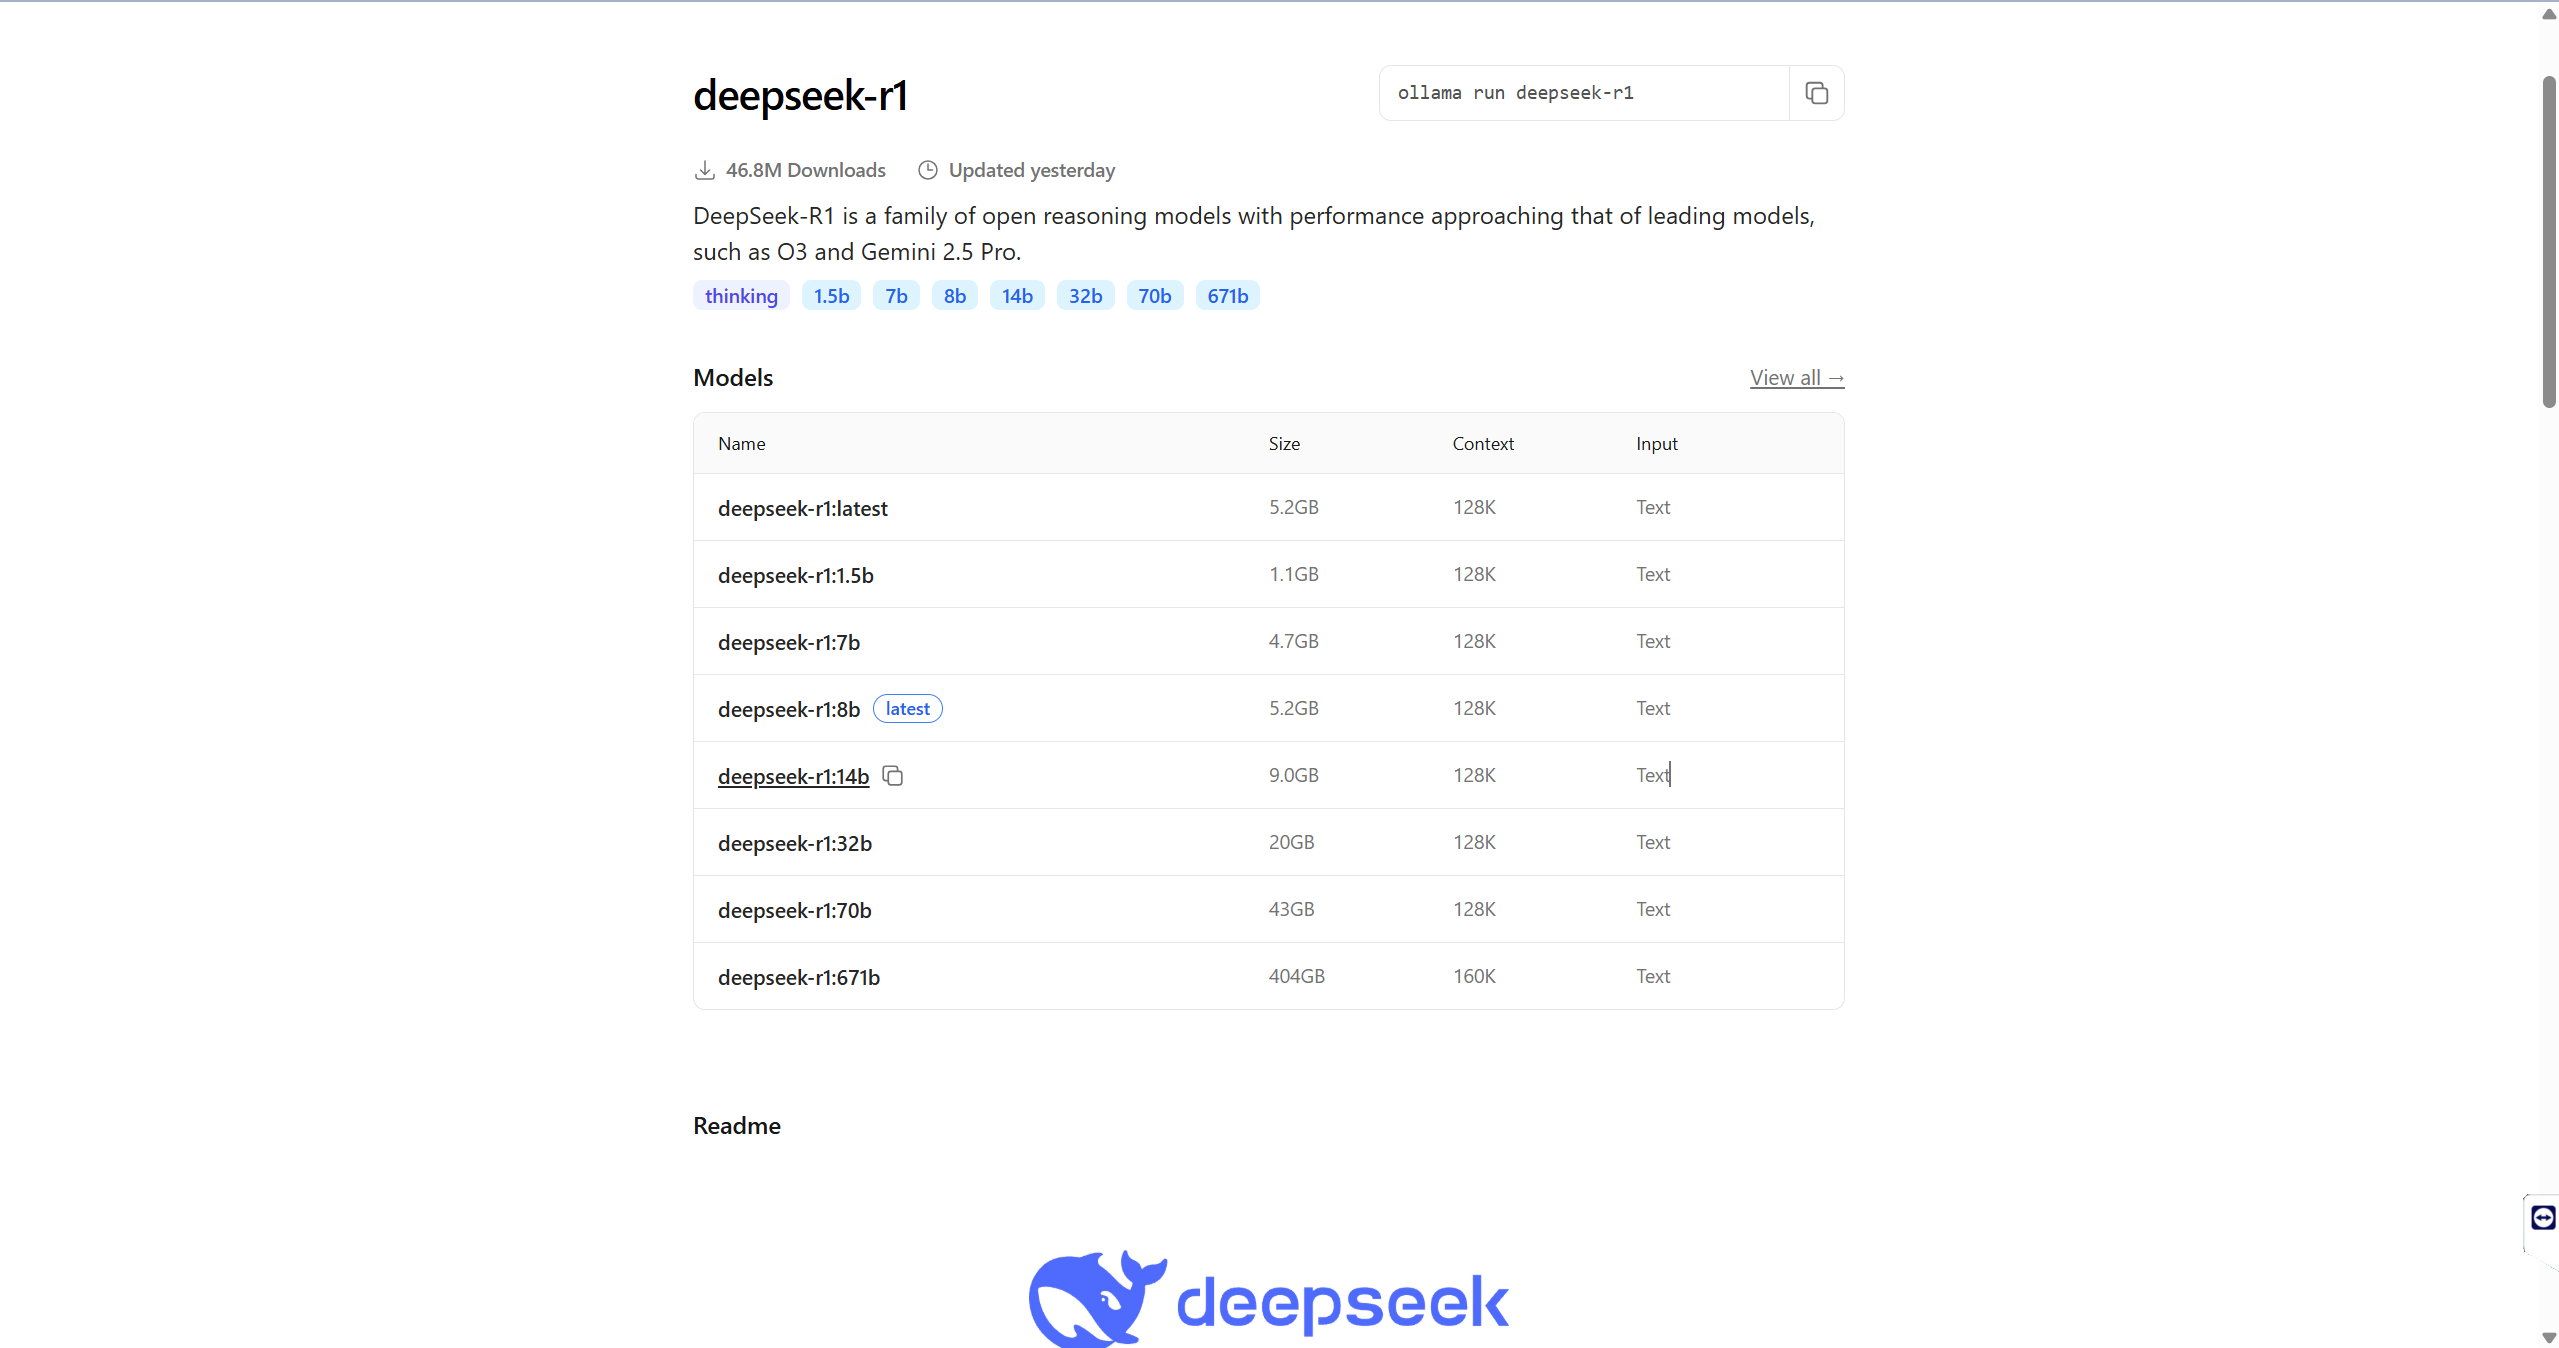 deepseek-r1
ollama run deepseek-r1
46.8M Downloads Updated yesterday
DeepSeek-R1 is a family of open reasoning models with performance approaching that of leading models,
such as O3 and Gemini 2.5 Pro.
thinking 1.5b 7b 8b 14b 32b 70b 671b
Models View all →
Name Size Context Input
deepseek-r1:latest 5.2GB 128K Text
deepseek-r1:1.5b 1.1GB 128K Text
deepseek-r1:7b 4.7GB 128K Text
deepseek-r1:8b latest 5.2GB 128K Text
deepseek-r1:14b 9.0GB 128K Text
deepseek-r1:32b 20GB 128K Text
deepseek-r1:70b 43GB 128K Text
deepseek-r1:671b 404GB 160K Text
Readme
deepseek